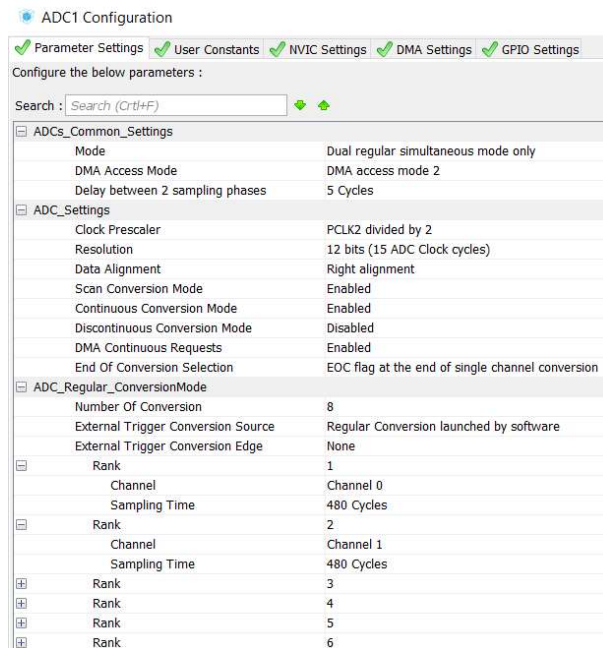 ADC1 Configuration
Parameter Settings User Constants NVIC Settings DMA Settings GPIO Settings
Configure the below parameters :
Search : Search (Crtl+F)
ADCs_Common_Settings
Mode Dual regular simultaneous mode only
DMA Access Mode DMA access mode 2
Delay between 2 sampling phases 5 Cycles
ADC_Settings
Clock Prescaler PCLK2 divided by 2
Resolution 12 bits (15 ADC Clock cycles)
Data Alignment Right alignment
Scan Conversion Mode Enabled
Continuous Conversion Mode Enabled
Discontinuous Conversion Mode Disabled
DMA Continuous Requests Enabled
End Of Conversion Selection EOC flag at the end of single channel conversion
ADC_Regular_ConversionMode
Number Of Conversion 8
External Trigger Conversion Source Regular Conversion launched by software
External Trigger Conversion Edge None
Rank 1
Channel Channel 0
Sampling Time 480 Cycles
Rank 2
Channel Channel 1
Sampling Time 480 Cycles
Rank 3
Rank 4
Rank 5
Rank 6